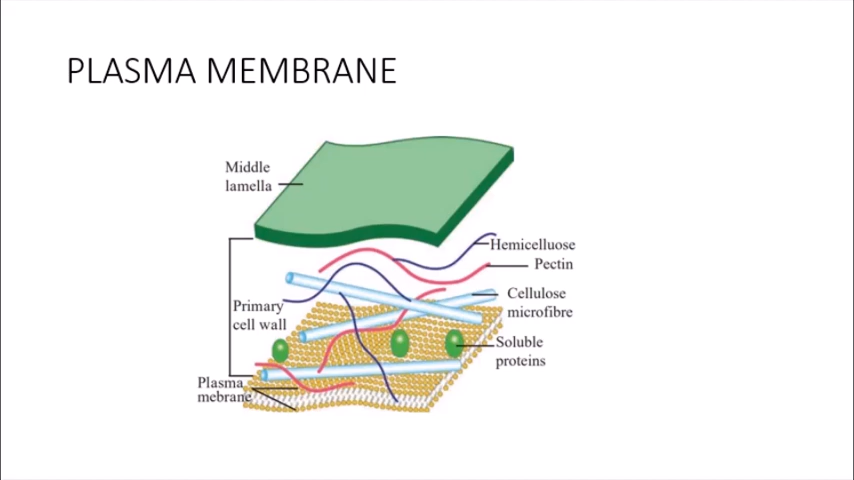 PLASMA MEMBRANE
Middle
lamella
Hemicelluose
Pectin
Cellulose
microfibre
Primary
cell wall
Soluble
proteins
Plasma
mebrane